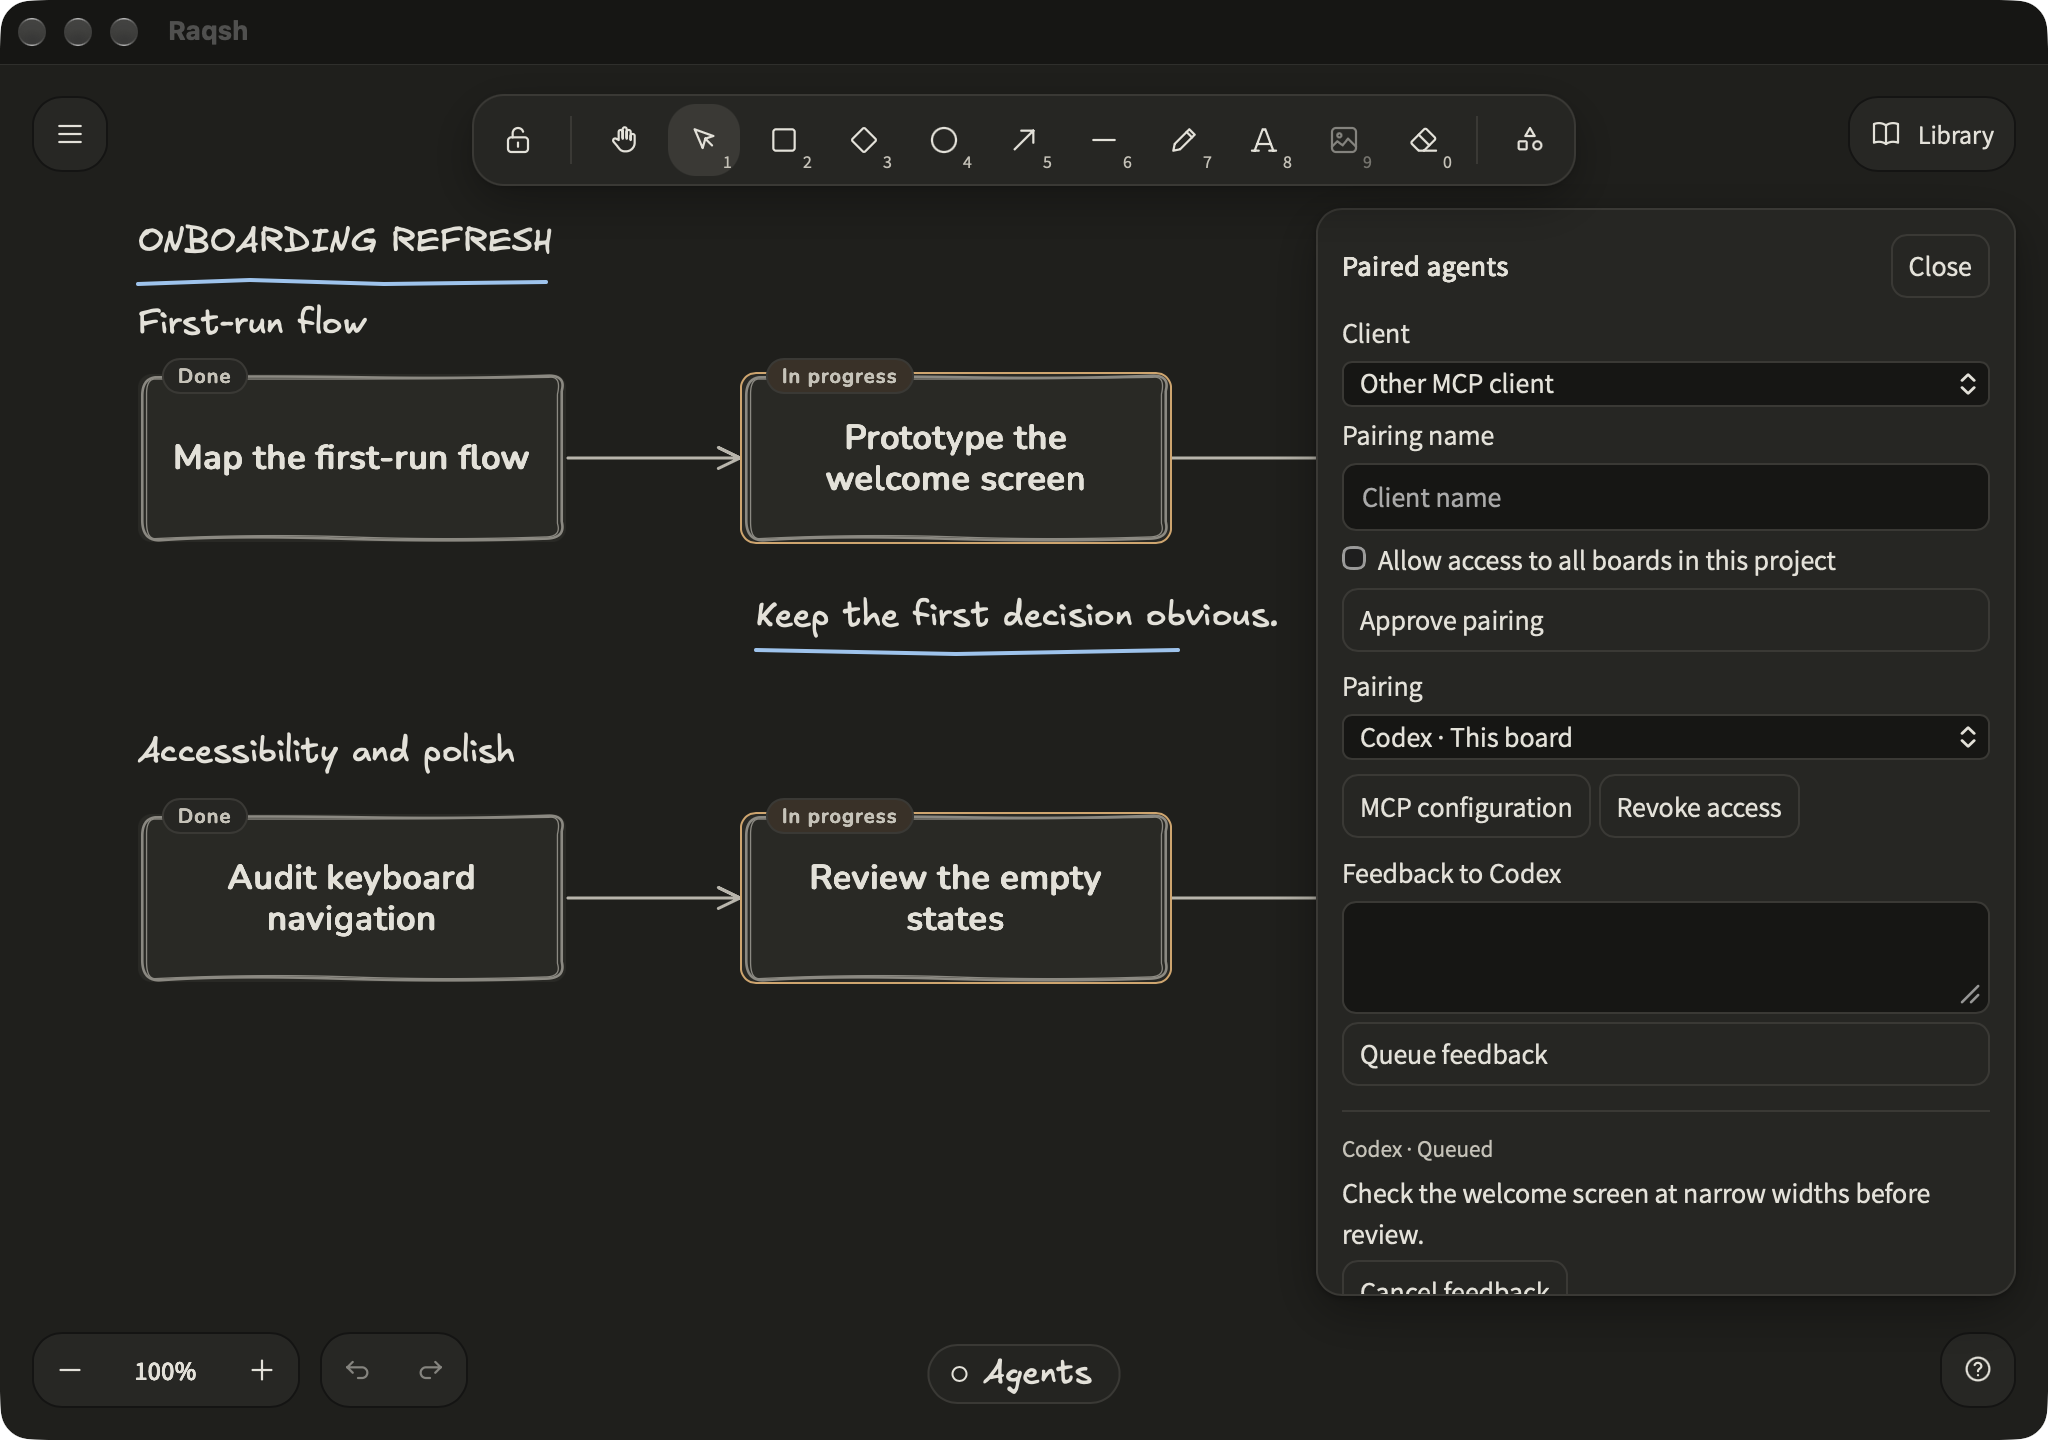 Raqsh
1 2 3 4 5 6 7 8 9 0
Library
ONBOARDING REFRESH
First-run flow
Done
Map the first-run flow
In progress
Prototype the
welcome screen
Keep the first decision obvious.
Accessibility and polish
Done
Audit keyboard
navigation
In progress
Review the empty
states
Paired agents
Close
Client
Other MCP client
Pairing name
Client name
Allow access to all boards in this project
Approve pairing
Pairing
Codex · This board
MCP configuration
Revoke access
Feedback to Codex
Queue feedback
Codex · Queued
Check the welcome screen at narrow widths before
review.
Cancel feedback
100%
Agents